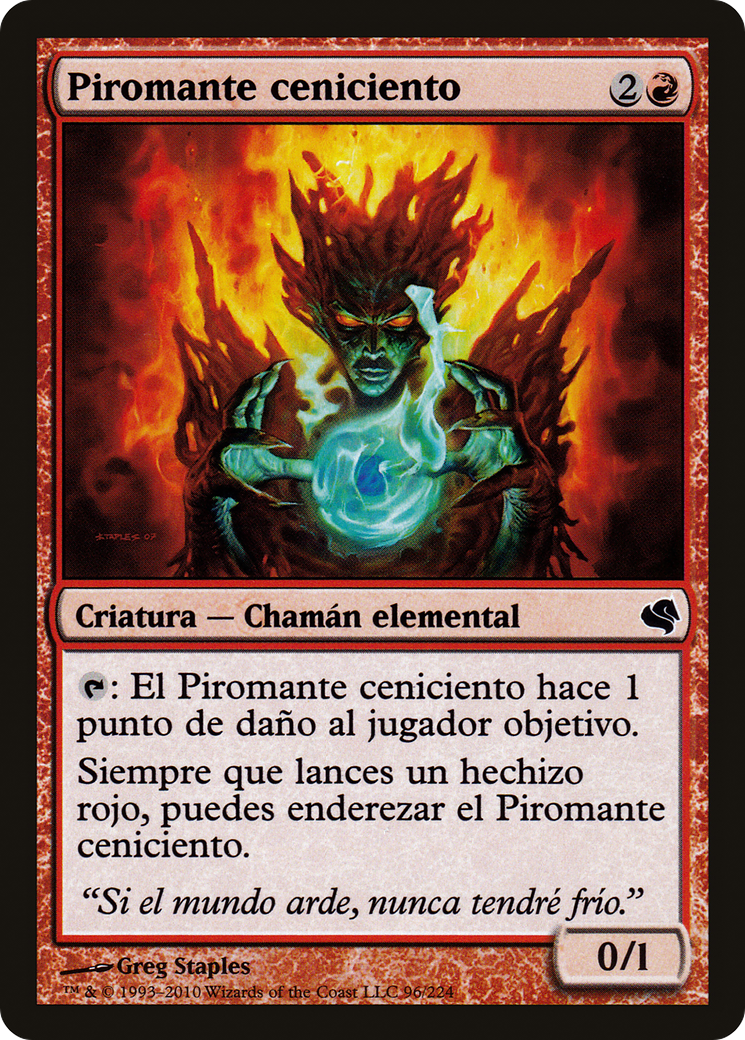 Piromante ceniciento 2
STAPLES 07
Criatura — Chamán elemental
: El Piromante ceniciento hace 1
punto de daño al jugador objetivo.
Siempre que lances un hechizo
rojo, puedes enderezar el Piromante
ceniciento.
“Si el mundo arde, nunca tendré frío.”
0/1
Greg Staples
™ & © 1993–2010 Wizards of the Coast LLC 96/224